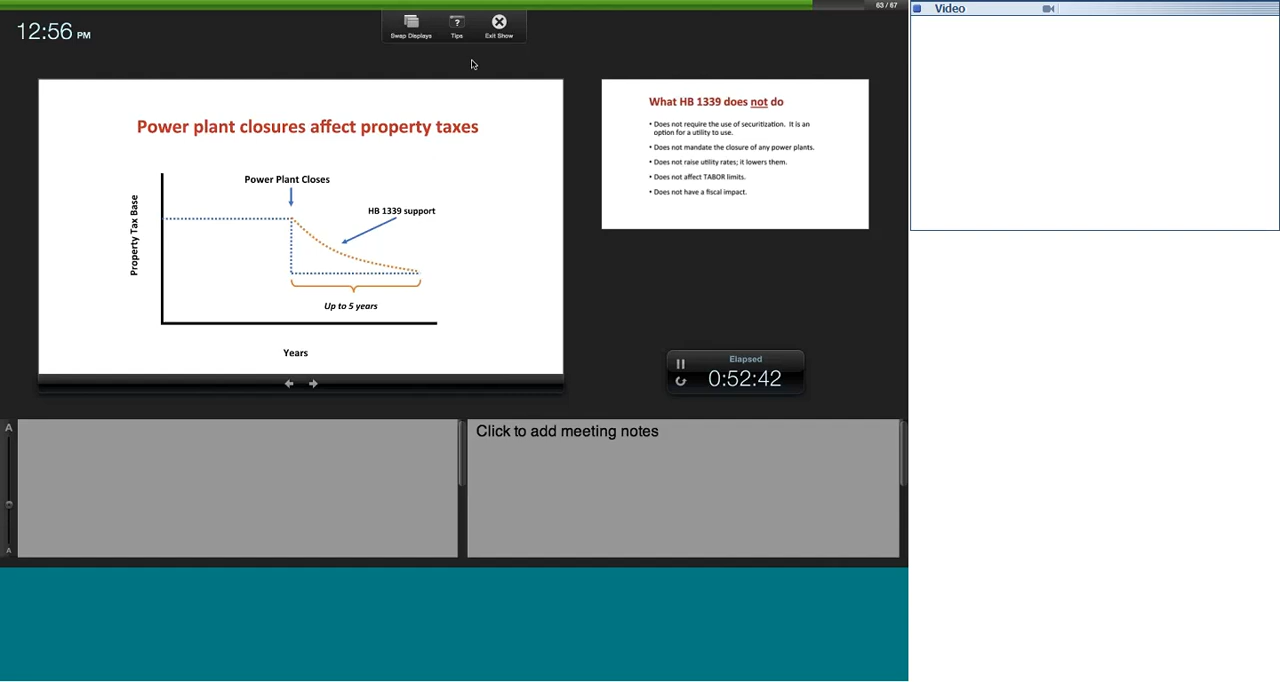 63 / 67
Video
12:56 PM
Swap Displays
Tips
Exit Show
Power plant closures affect property taxes
Power Plant Closes
HB 1339 support
Property Tax Base
Up to 5 years
Years
What HB 1339 does not do
• Does not require the use of securitization. It is an
option for a utility to use.
• Does not mandate the closure of any power plants.
• Does not raise utility rates; it lowers them.
• Does not affect TABOR limits.
• Does not have a fiscal impact.
Elapsed
0:52:42
A
A
Click to add meeting notes